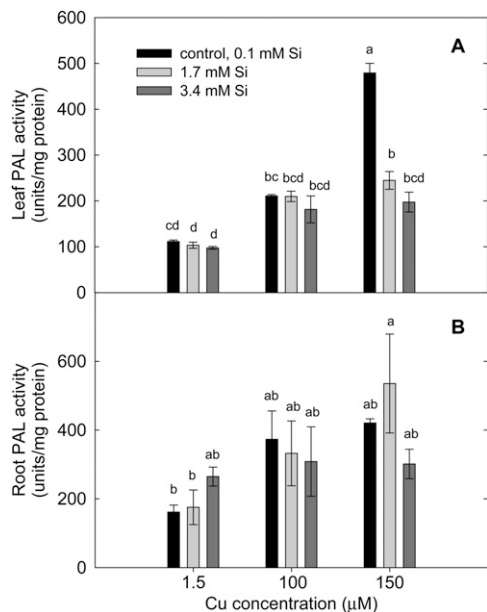 600
A
a
control, 0.1 mM Si
500
1.7 mM Si
3.4 mM Si
400
Leaf PAL activity
(units/mg protein)
300
b
bc bcd bcd bcd
200
cd d d
100
0
B
a
600
ab ab
ab ab
400
ab ab
b b
200
0
Root PAL activity
(units/mg protein)
1.5 100 150
Cu concentration (μM)